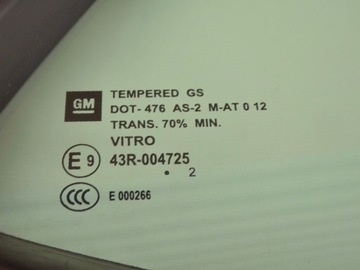 GM
TEMPERED GS
DOT- 476 AS-2 M-AT 0 12
TRANS. 70% MIN.
VITRO
E 9 43R-004725
• 2
CCC E 000266